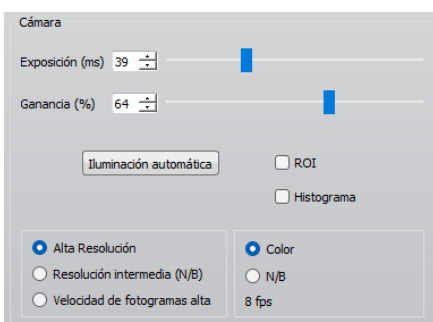 Cámara
Exposición (ms) 39
Ganancia (%) 64
Iluminación automática ROI
Histograma
Alta Resolución Color
Resolución intermedia (N/B) N/B
Velocidad de fotogramas alta 8 fps